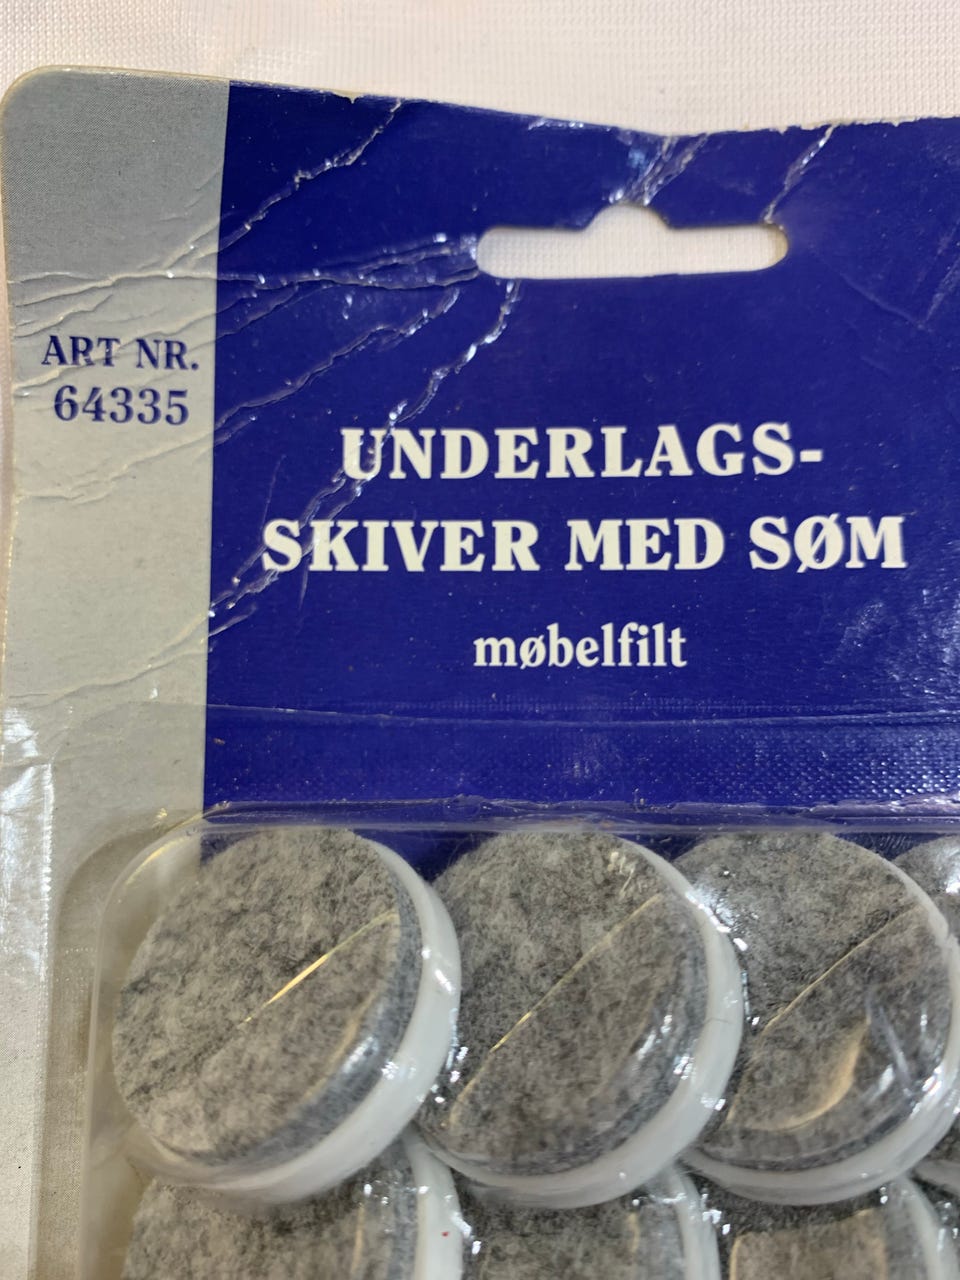 ART NR.
64335
UNDERLAGS-
SKIVER MED SØM
møbelfilt